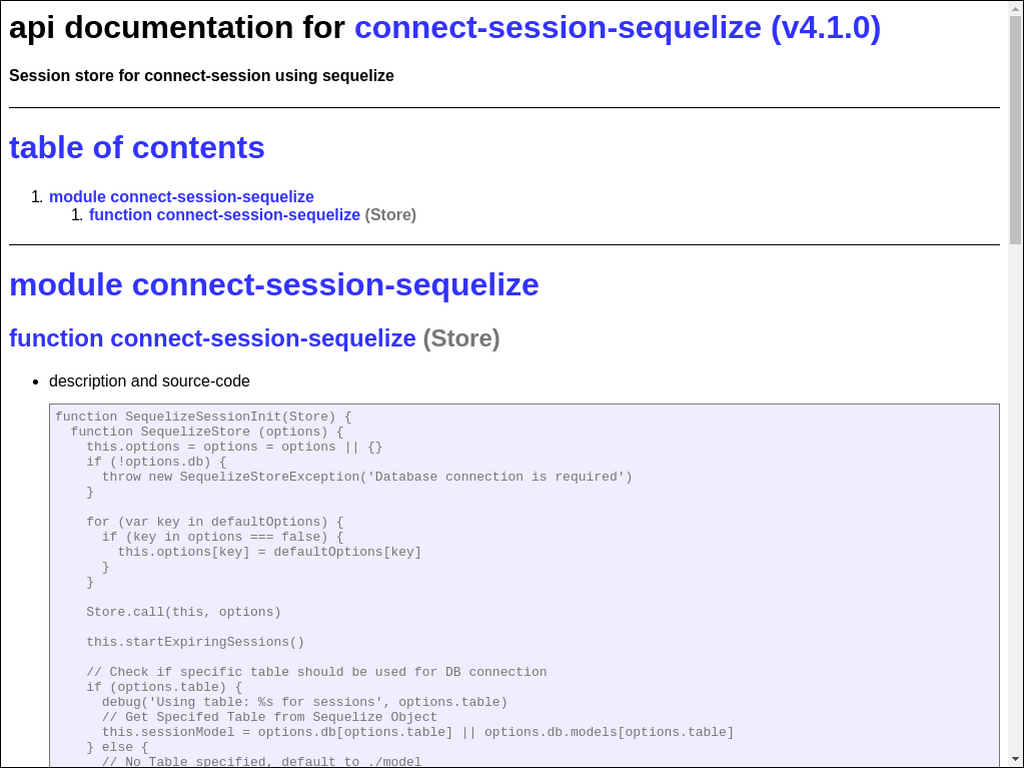 api documentation for connect-session-sequelize (v4.1.0)
Session store for connect-session using sequelize
table of contents
1. module connect-session-sequelize
1. function connect-session-sequelize (Store)
module connect-session-sequelize
function connect-session-sequelize (Store)
• description and source-code
function SequelizeSessionInit(Store) {
  function SequelizeStore (options) {
    this.options = options = options || {}
    if (!options.db) {
      throw new SequelizeStoreException('Database connection is required')
    }
    for (var key in defaultOptions) {
      if (key in options === false) {
        this.options[key] = defaultOptions[key]
      }
    }
    Store.call(this, options)
    this.startExpiringSessions()
    // Check if specific table should be used for DB connection
    if (options.table) {
      debug('Using table: %s for sessions', options.table)
      // Get Specifed Table from Sequelize Object
      this.sessionModel = options.db[options.table] || options.db.models[options.table]
    } else {
      // No Table specified, default to ./model